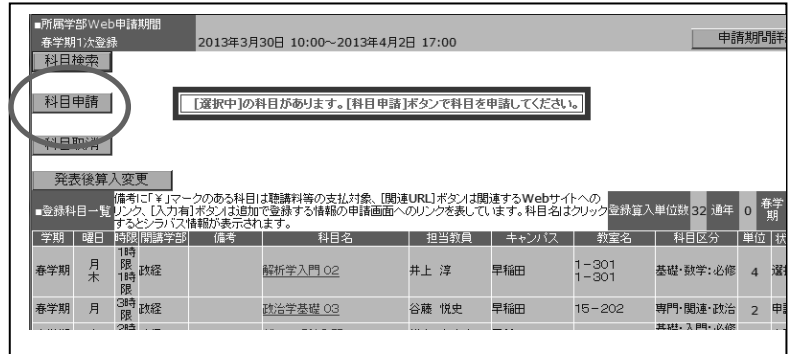 ■所属学部Web申請期間
春学期1次登録 2013年3月30日 10:00~2013年4月2日 17:00 申請期間詳
科目検索
科目申請 [選択中]の科目があります。[科目申請]ボタンで科目を申請してください。
科目取消
発表後算入変更
■登録科目一覧 備考に「￥」マークのある科目は聴講料等の支払対象、[関連URL]ボタンは関連するWebサイトへのリンク、[入力有]ボタンは追加で登録する情報の申請画面へのリンクを表しています。科目名はクリックするとシラバス情報が表示されます。 登録算入単位数 32 通年 0 春学期
学期 曜日 時限 開講学部 備考 科目名 担当教員 キャンパス 教室名 科目区分 単位 状
春学期 月木 1時限1時限 政経 解析学入門 02 井上 淳 早稲田 1-301 1-301 基礎・数学:必修 4 選
春学期 月 3時限 政経 政治学基礎 03 谷藤 悦史 早稲田 15-202 専門・関連・政治 2 申